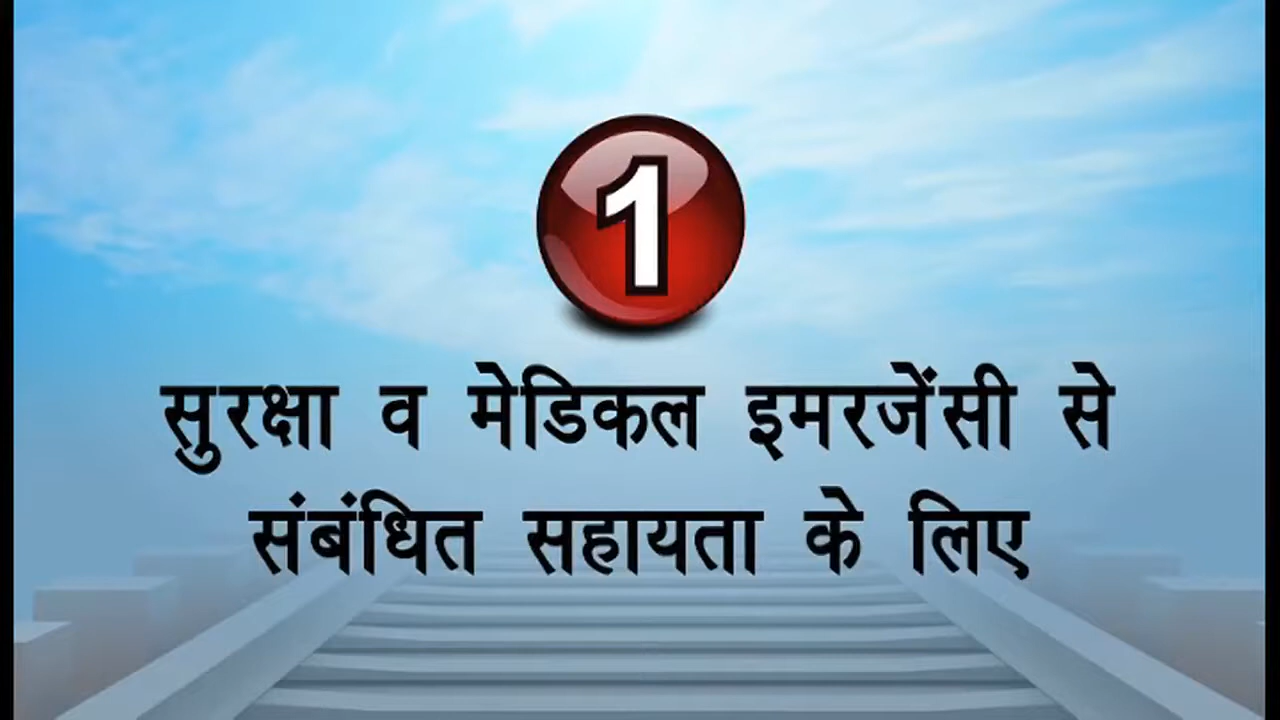 1
सुरक्षा व मेडिकल इमरजेंसी से
संबंधित सहायता के लिए